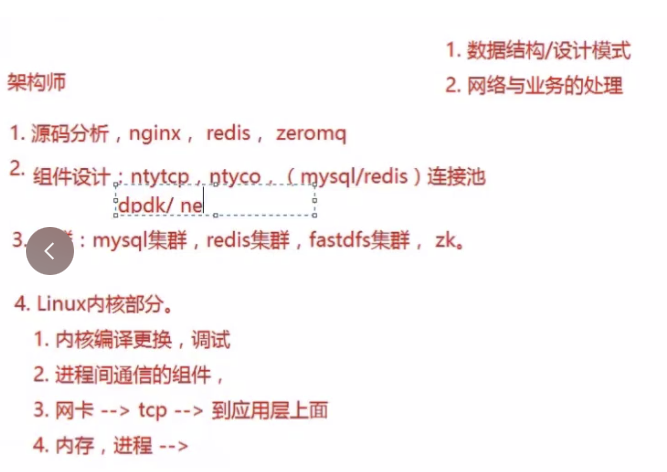 1. 数据结构/设计模式
架构师
2. 网络与业务的处理
1. 源码分析，nginx， redis， zeromq
2. 组件设计：ntytcp，ntyco，（mysql/redis）连接池
dpdk/ ne
3. 群：mysql集群，redis集群，fastdfs集群， zk。
4. Linux内核部分。
1. 内核编译更换，调试
2. 进程间通信的组件，
3. 网卡 --> tcp --> 到应用层上面
4. 内存，进程 -->